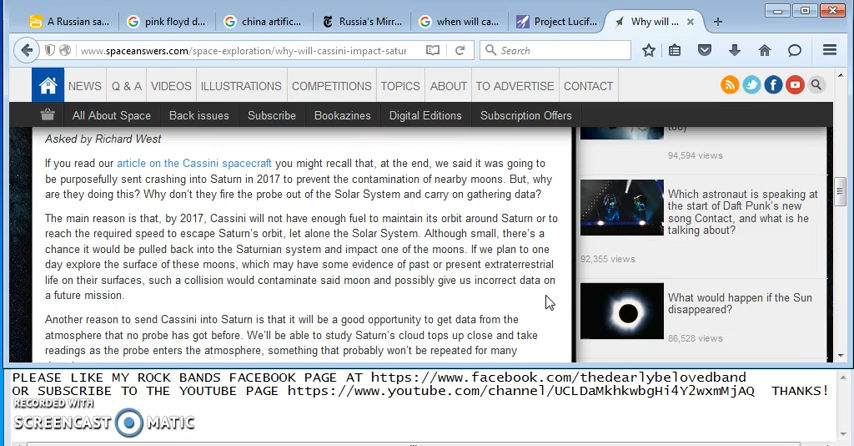 A Russian sa...
pink floyd d
china artific...
Russia's Mirr...
when will ca...
Project Lucif...
Why will ...
www.spaceanswers.com/space-exploration/why-will-cassini-impact-satur
Search
NEWS
Q & A
VIDEOS
ILLUSTRATIONS
COMPETITIONS
TOPICS
ABOUT
TO ADVERTISE
CONTACT
All About Space
Back issues
Subscribe
Bookazines
Digital Editions
Subscription Offers
Asked by Richard West
If you read our article on the Cassini spacecraft you might recall that, at the end, we said it was going to
be purposefully sent crashing into Saturn in 2017 to prevent the contamination of nearby moons. But, why
are they doing this? Why don't they fire the probe out of the Solar System and carry on gathering data?
The main reason is that, by 2017, Cassini will not have enough fuel to maintain its orbit around Saturn or to
reach the required speed to escape Saturn's orbit, let alone the Solar System. Although small, there's a
chance it would be pulled back into the Saturnian system and impact one of the moons. If we plan to one
day explore the surface of these moons, which may have some evidence of past or present extraterrestrial
life on their surfaces, such a collision would contaminate said moon and possibly give us incorrect data on
a future mission.
Another reason to send Cassini into Saturn is that it will be a good opportunity to get data from the
atmosphere that no probe has got before. We'll be able to study Saturn's cloud tops up close and take
readings as the probe enters the atmosphere, something that probably won't be repeated for many
too)
94,594 views
Which astronaut is speaking at
the start of Daft Punk's new
song Contact, and what is he
talking about?
92,355 views
What would happen if the Sun
disappeared?
86,528 views
PLEASE LIKE MY ROCK BANDS FACEBOOK PAGE AT https://www.facebook.com/thedearlybelovedband
OR SUBSCRIBE TO THE YOUTUBE PAGE https://www.youtube.com/channel/UCLDaMkhkwbgHi4Y2wxmMjAQ THANKS!
RECORDED WITH
SCREENCAST MATIC